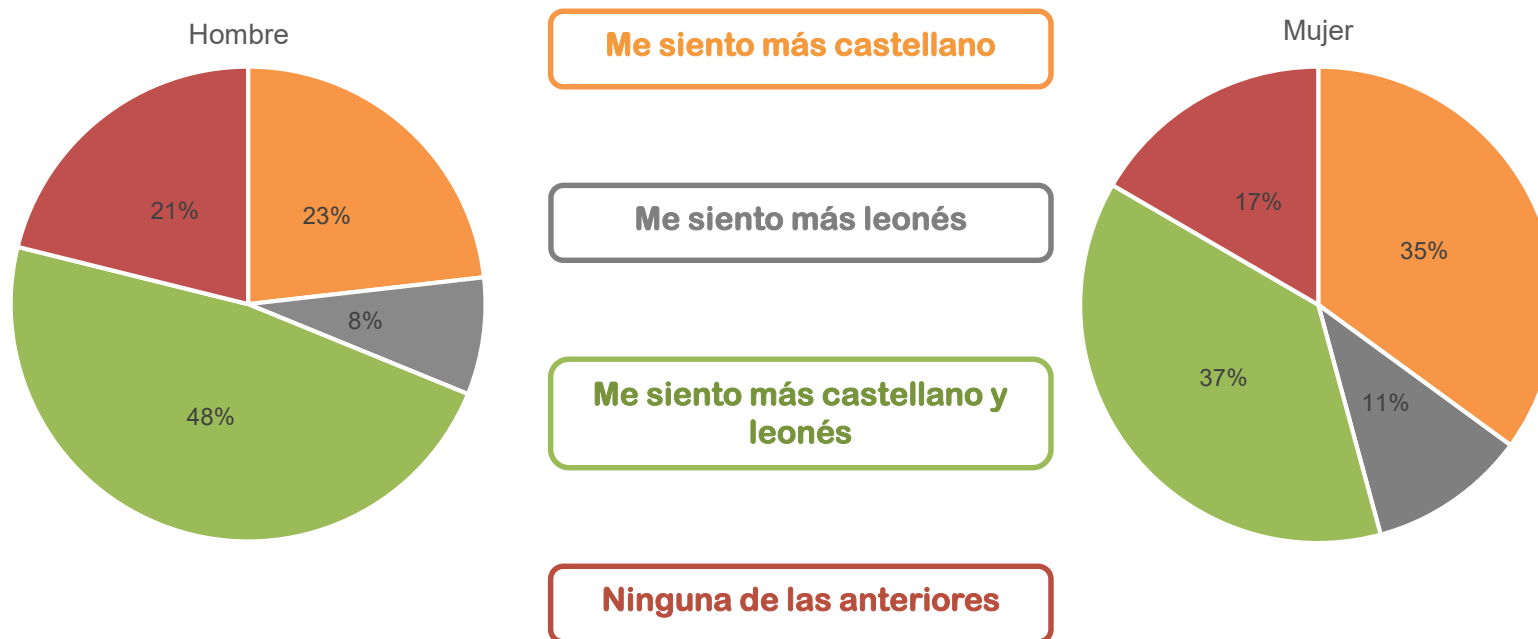 Hombre
21%
23%
8%
48%
Me siento más castellano
Me siento más leonés
Me siento más castellano y
leonés
Ninguna de las anteriores
Mujer
17%
35%
37%
11%